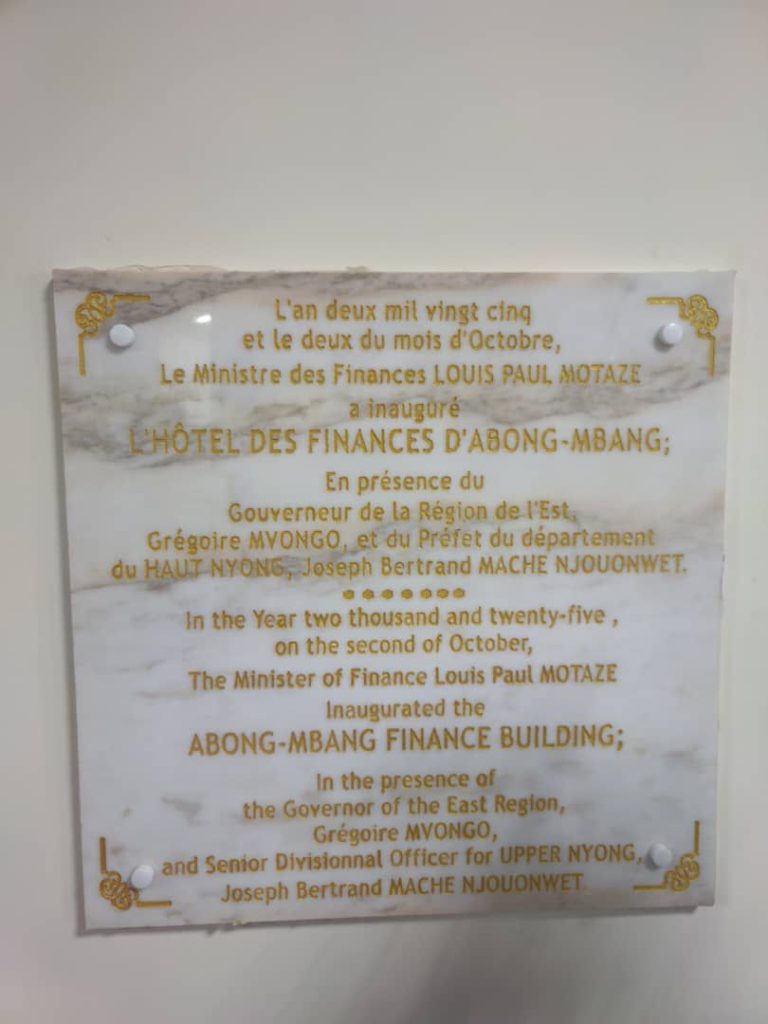 L'an deux mil vingt cinq
et le deux du mois d'Octobre,
Le Ministre des Finances LOUIS PAUL MOTAZE
a inauguré
L'HÔTEL DES FINANCES D'ABONG-MBANG;
En présence du
Gouverneur de la Région de l'Est,
Grégoire MVONGO, et du Préfet du département
du HAUT NYONG, Joseph Bertrand MACHE NJOUONWET.
In the Year two thousand and twenty-five ,
on the second of October,
The Minister of Finance Louis Paul MOTAZE
Inaugurated the
ABONG-MBANG FINANCE BUILDING;
In the presence of
the Governor of the East Region,
Grégoire MVONGO,
and Senior Divisionnal Officer for UPPER NYONG,
Joseph Bertrand MACHE NJOUONWET